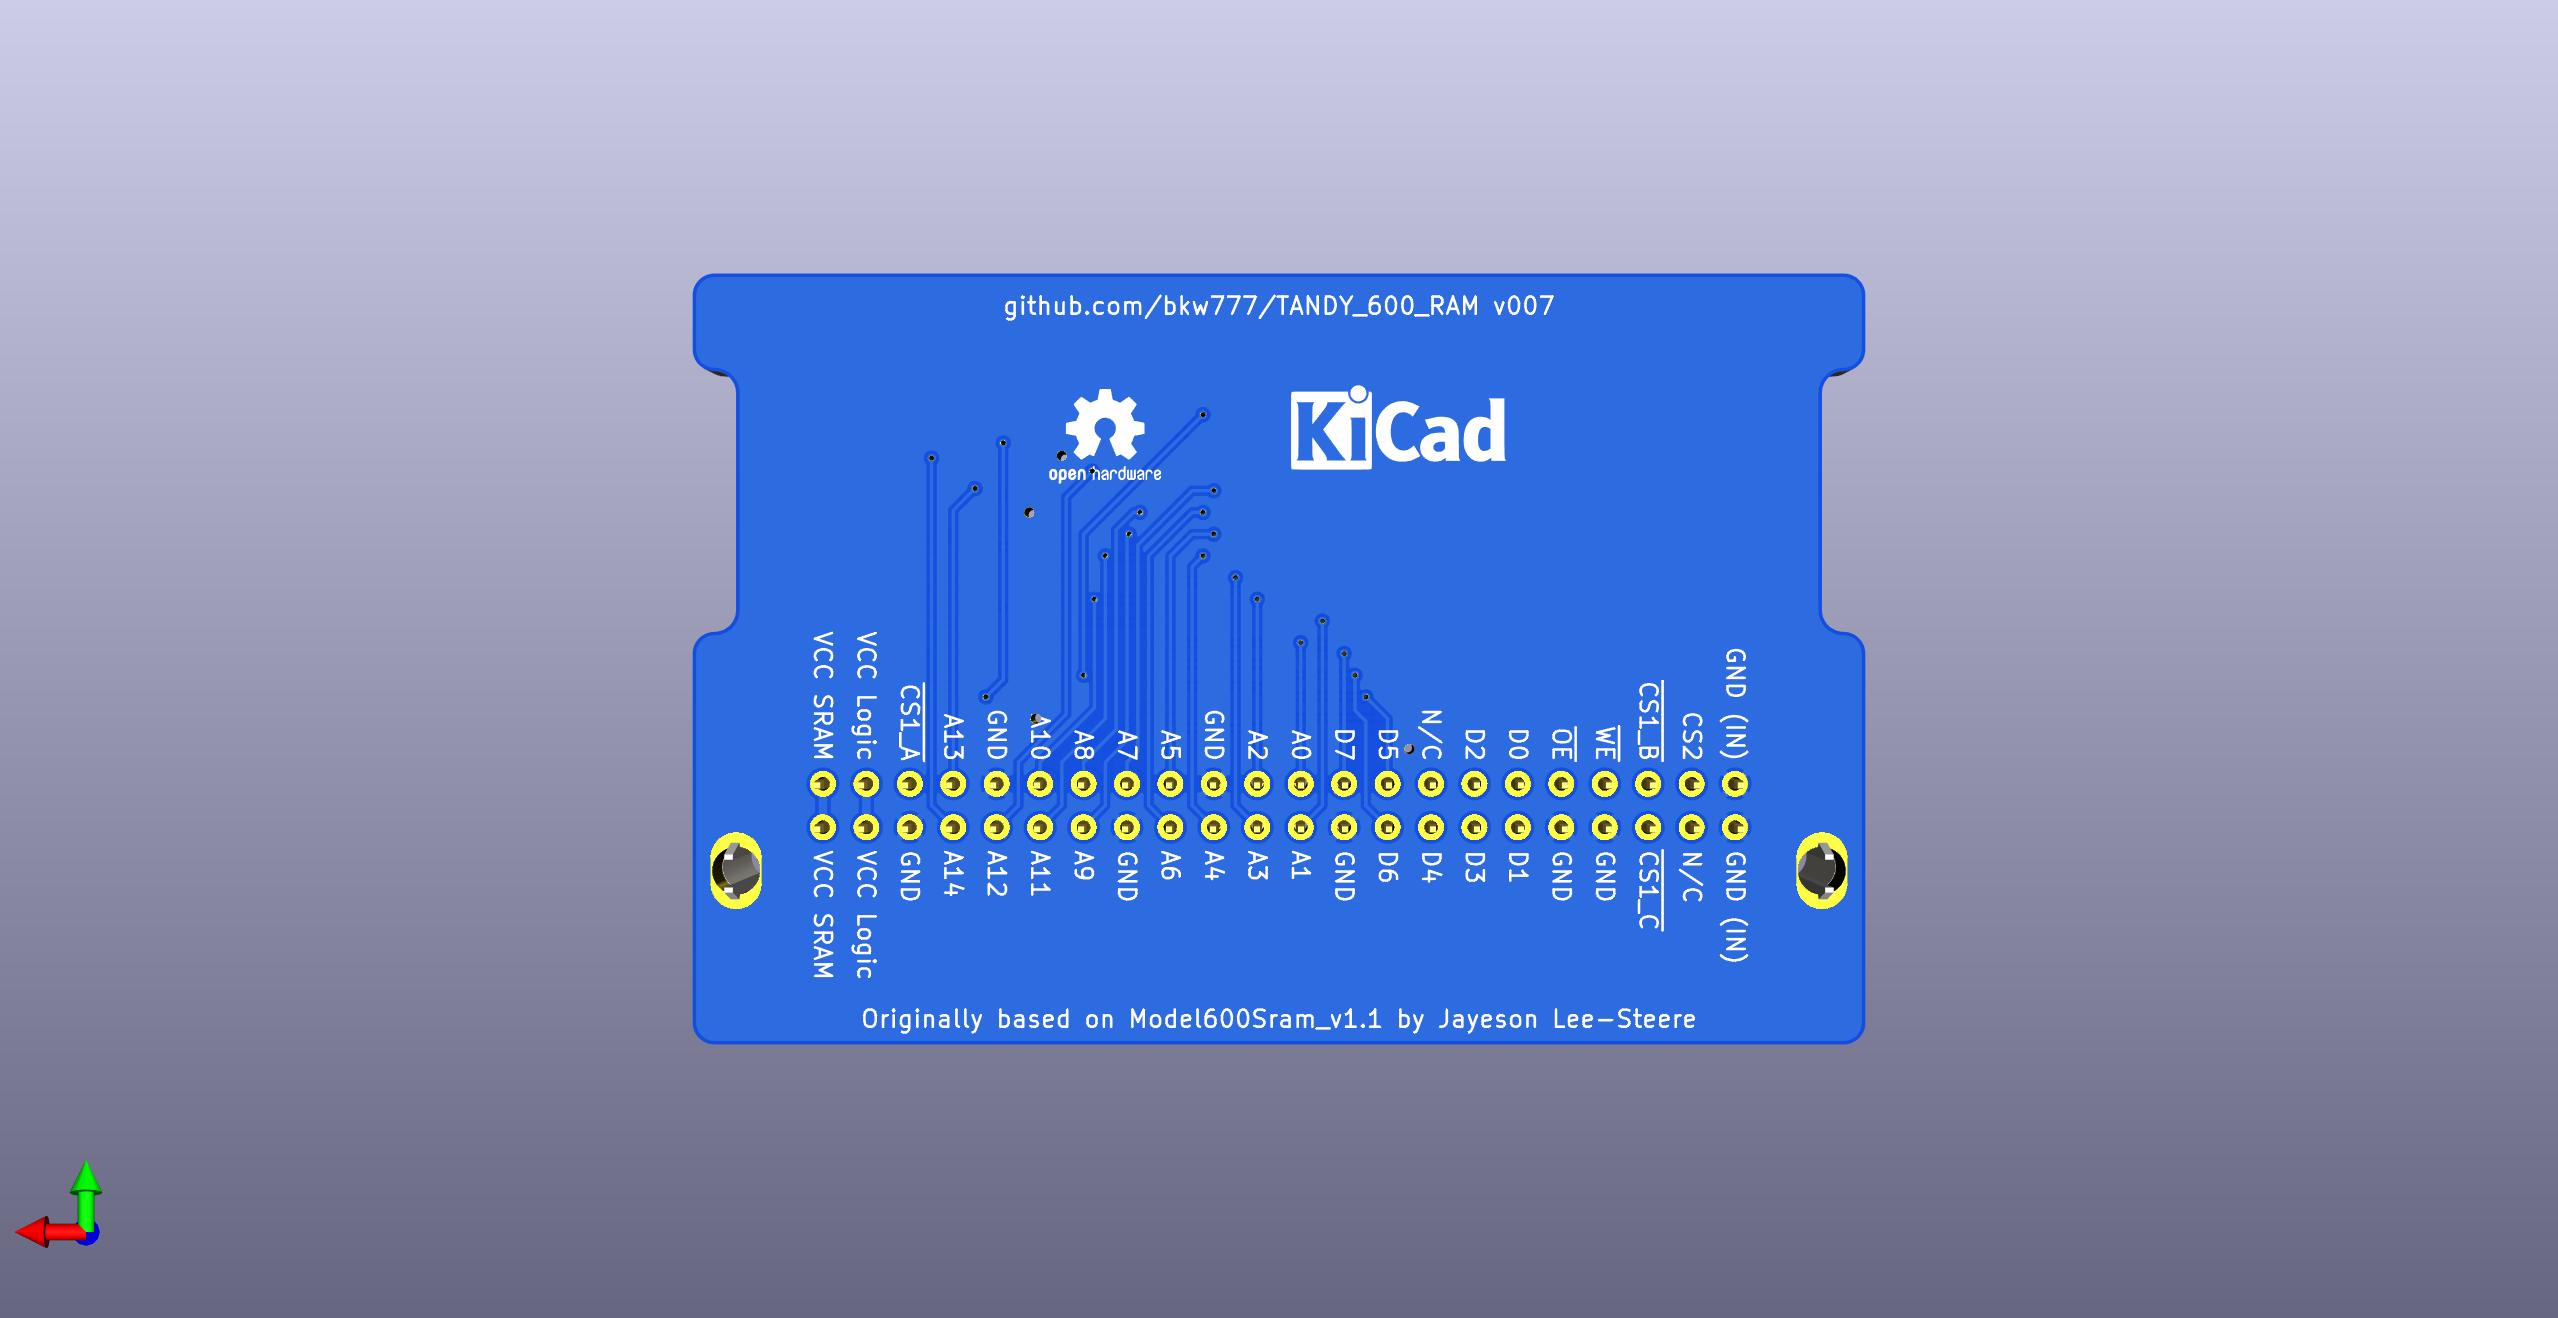 github.com/bkw777/TANDY_600_RAM v007
open hardware
KiCad
VCC SRAM
VCC Logic
CS1_A
A13
GND
A10
A8
A7
A5
GND
A2
A0
D7
D5
N/C
D2
D0
OE
WE
CS1_B
CS2
GND (IN)
VCC SRAM
VCC Logic
GND
A14
A12
A11
A9
GND
A6
A4
A3
A1
GND
D6
D4
D3
D1
GND
GND
CS1_C
N/C
GND (IN)
Originally based on Model600Sram_v1.1 by Jayeson Lee-Steere